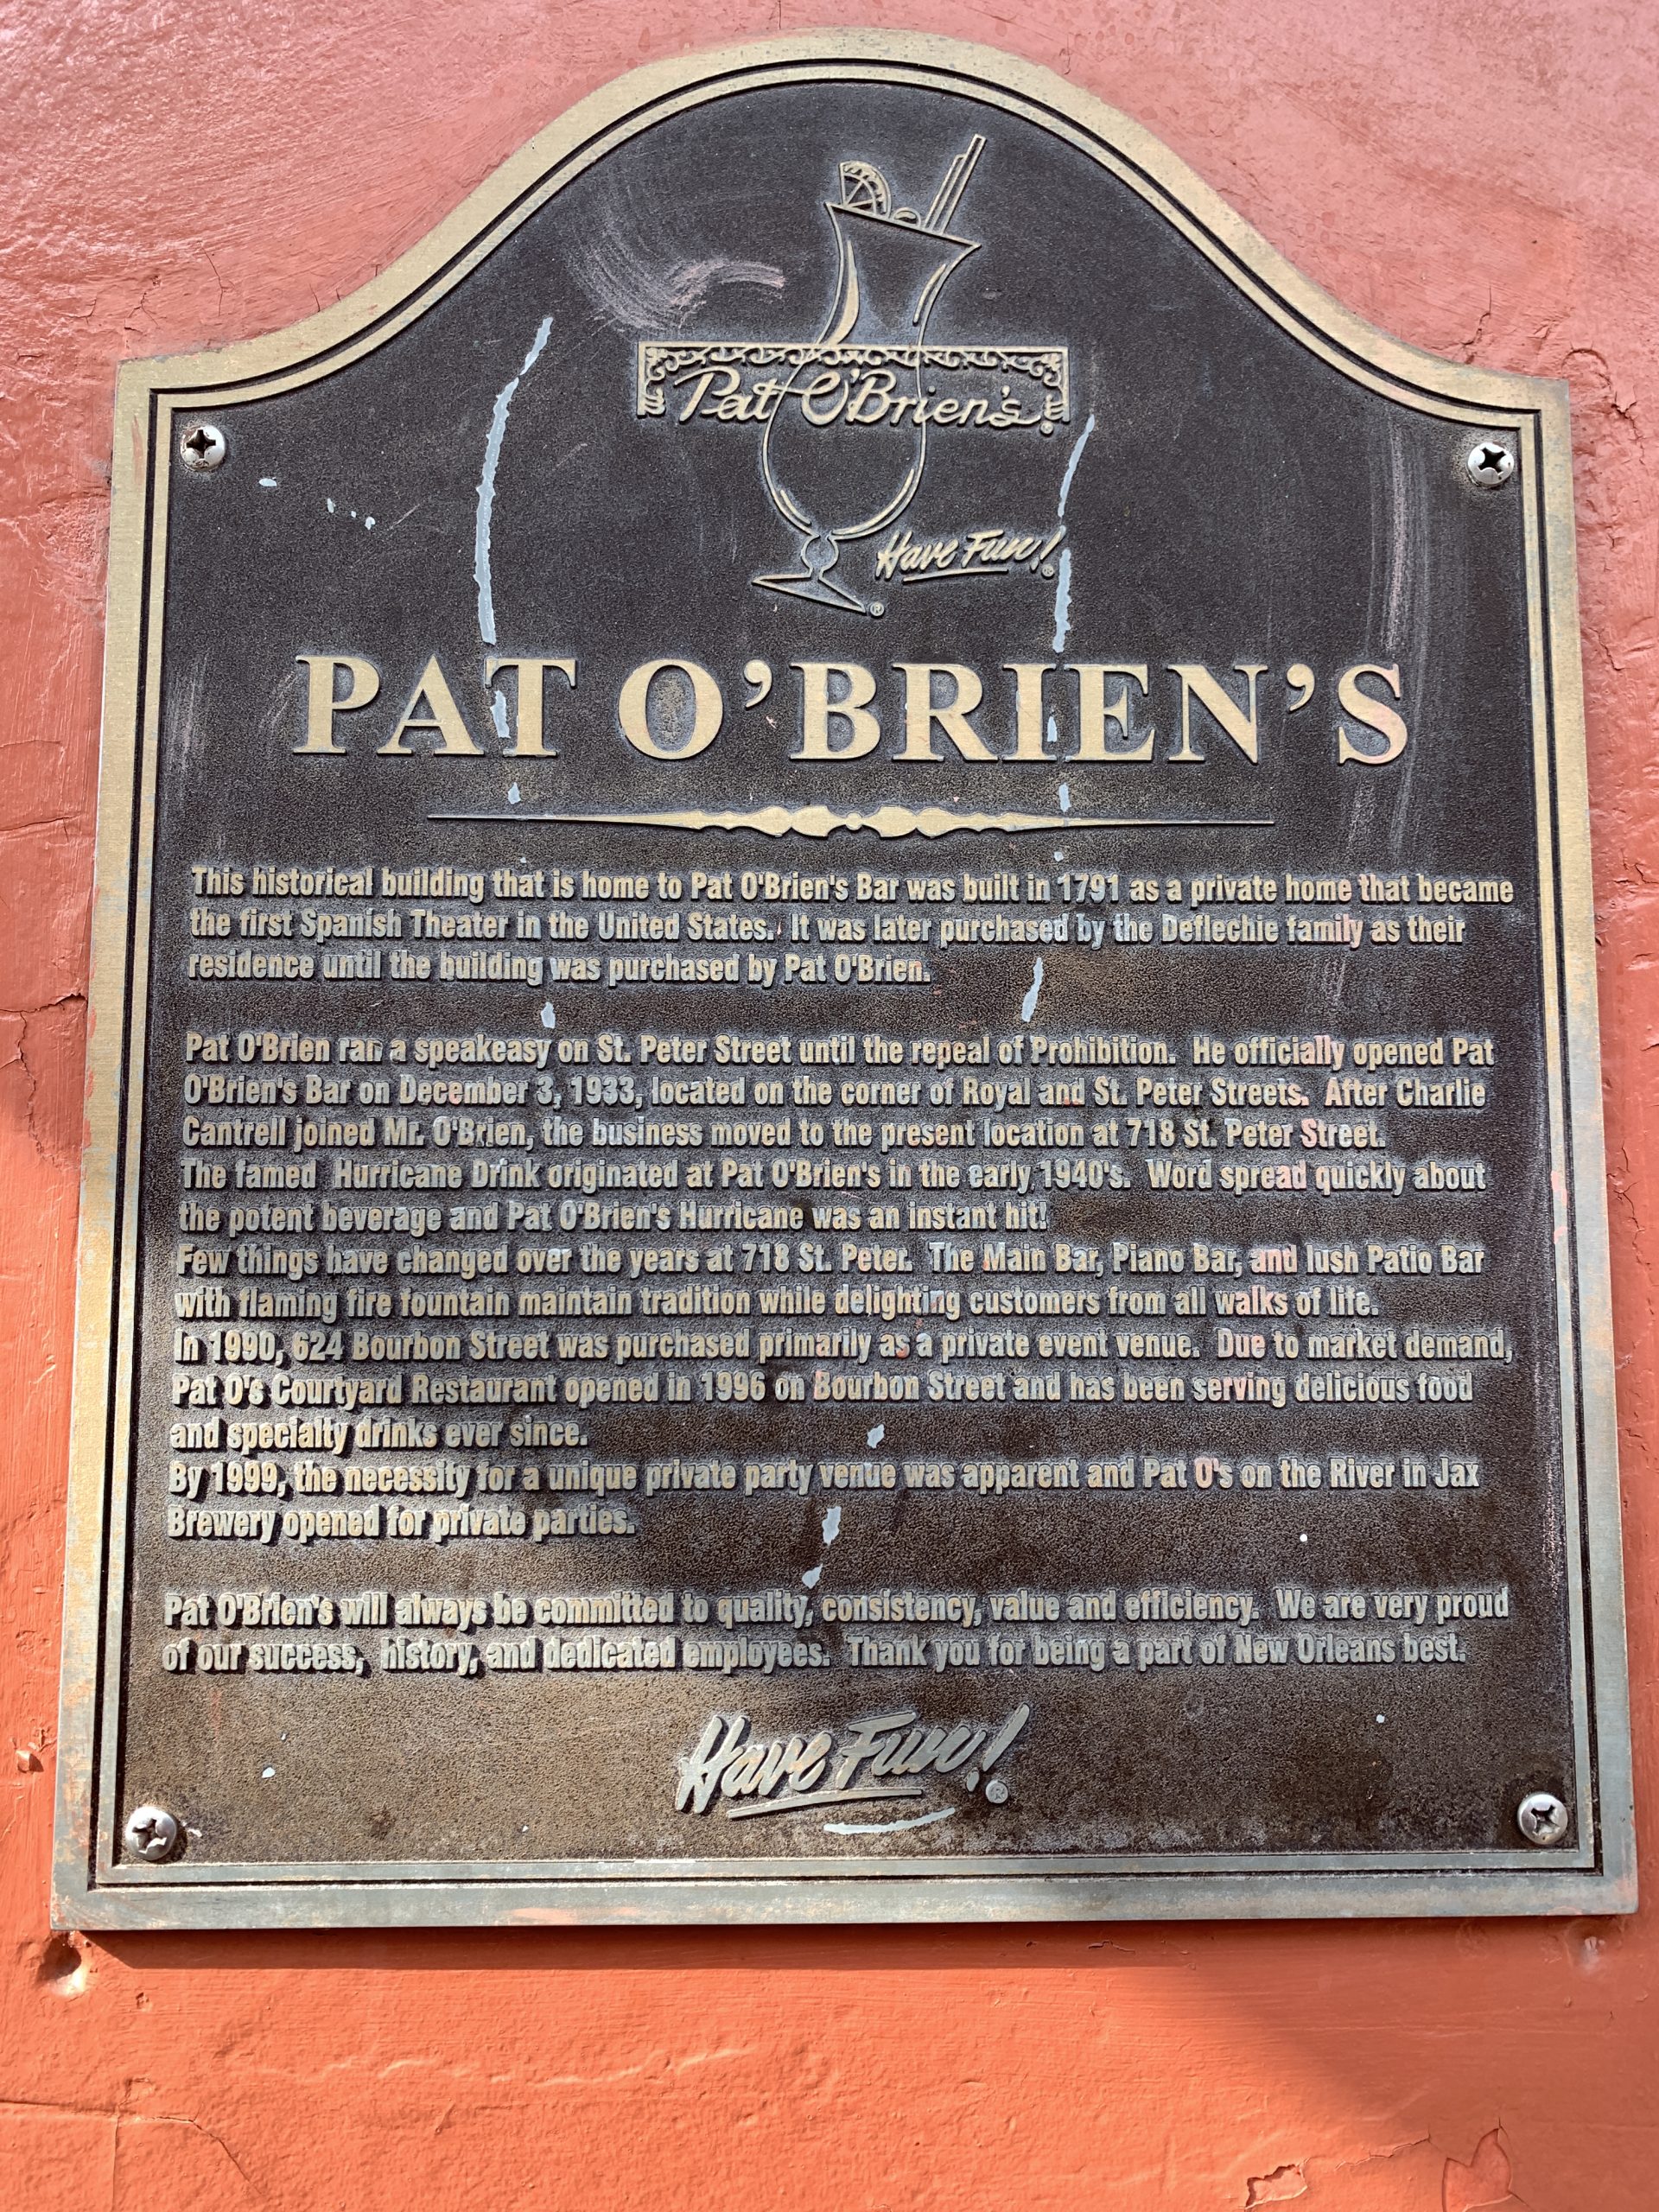 Pat O'Brien's®
Have Fun!®
®
PAT O'BRIEN'S
This historical building that is home to Pat O'Brien's Bar was built in 1791 as a private home that became
the first Spanish Theater in the United States. It was later purchased by the Deflechie family as their
residence until the building was purchased by Pat O'Brien.
Pat O'Brien ran a speakeasy on St. Peter Street until the repeal of Prohibition. He officially opened Pat
O'Brien's Bar on December 3, 1933, located on the corner of Royal and St. Peter Streets. After Charlie
Cantrell joined Mr. O'Brien, the business moved to the present location at 718 St. Peter Street.
The famed Hurricane Drink originated at Pat O'Brien's in the early 1940's. Word spread quickly about
the potent beverage and Pat O'Brien's Hurricane was an instant hit!
Few things have changed over the years at 718 St. Peter. The Main Bar, Piano Bar, and lush Patio Bar
with flaming fire fountain maintain tradition while delighting customers from all walks of life.
In 1990, 624 Bourbon Street was purchased primarily as a private event venue. Due to market demand,
Pat O's Courtyard Restaurant opened in 1996 on Bourbon Street and has been serving delicious food
and specialty drinks ever since.
By 1999, the necessity for a unique private party venue was apparent and Pat O's on the River in Jax
Brewery opened for private parties.
Pat O'Brien's will always be committed to quality, consistency, value and efficiency. We are very proud
of our success, history, and dedicated employees. Thank you for being a part of New Orleans best.
Have Fun!®